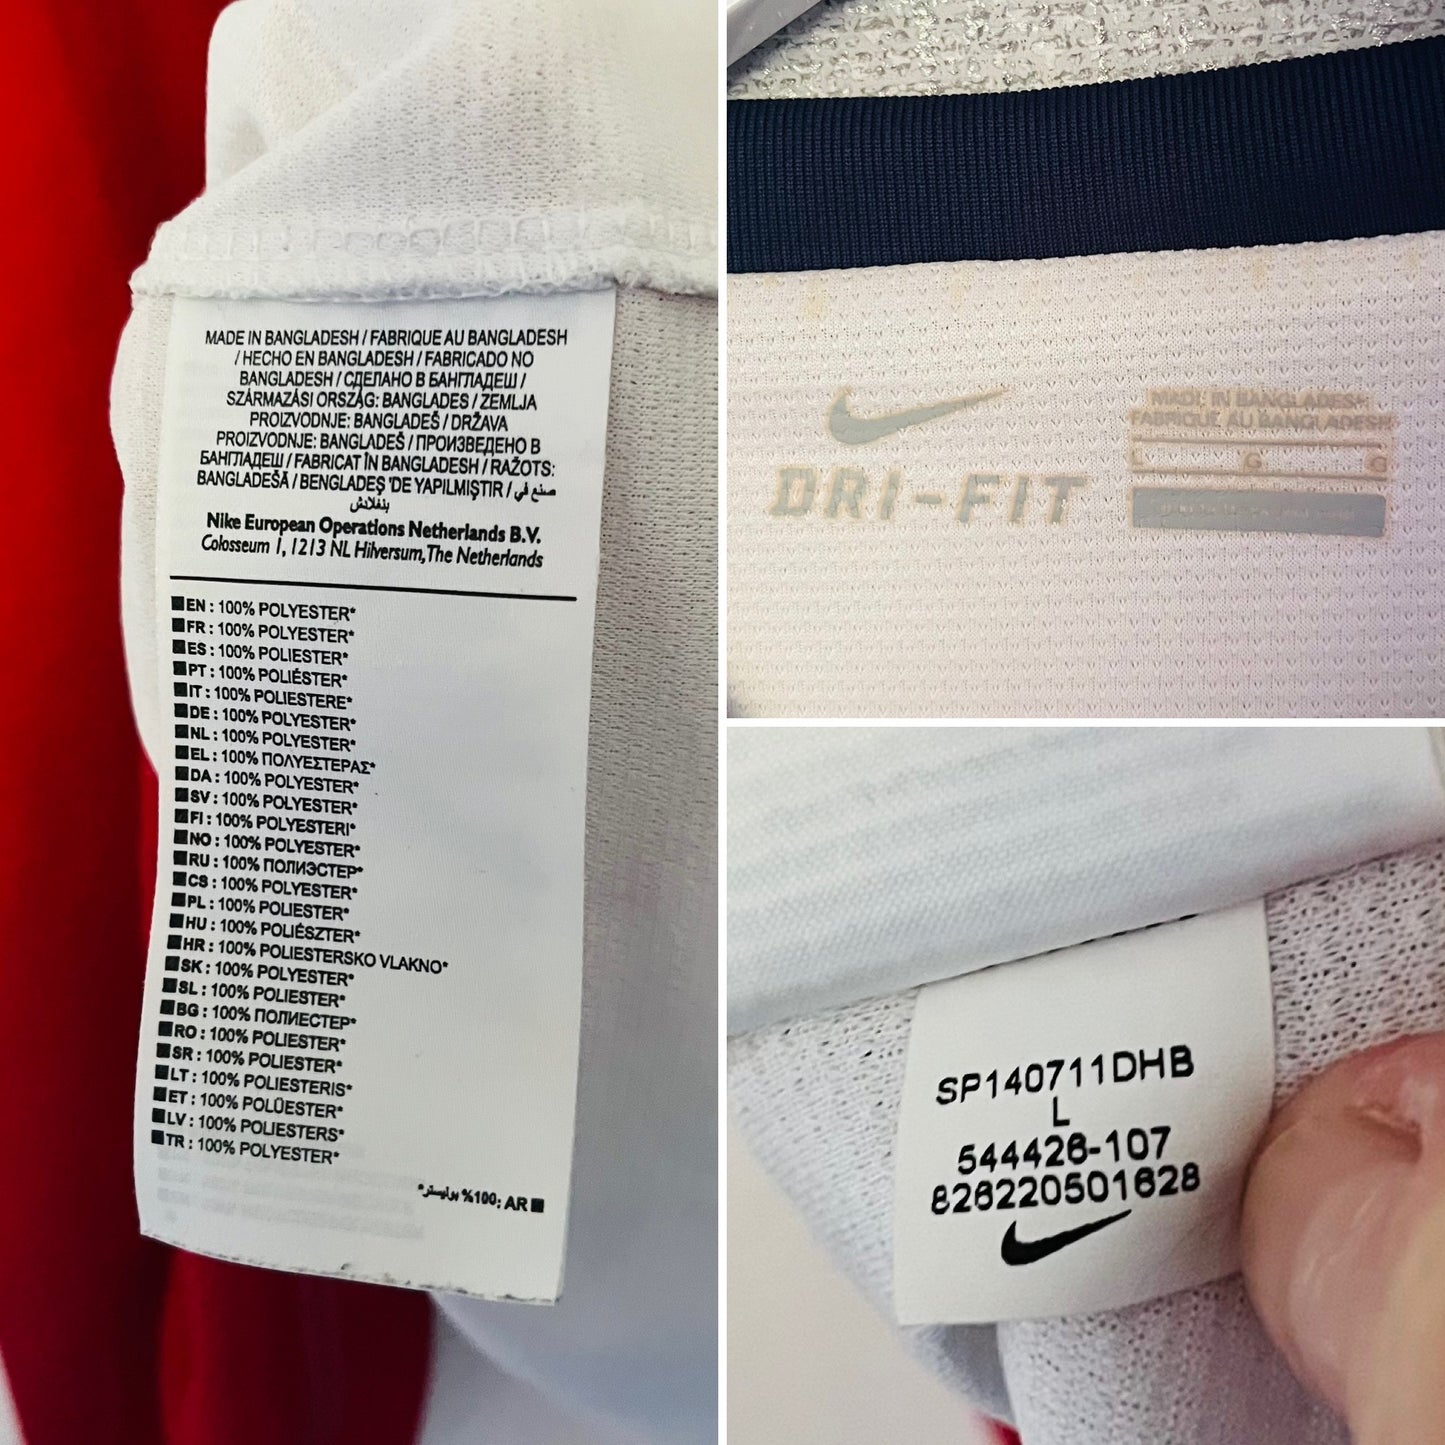 MADE IN BANGLADESH / FABRIQUE AU BANGLADESH
/ HECHO EN BANGLADESH / FABRICADO NO
BANGLADESH / СДЕЛАНО В БАНГЛАДЕШ /
SZÁRMAZÁSI ORSZÁG: BANGLADES / ZEMLJA
PROIZVODNJE: BANGLADEŠ / DRŽAVA
PROIZVODNJE: BANGLADEŠ / ПРОИЗВЕДЕНО В
БАНГЛАДЕШ / FABRICAT ÎN BANGLADESH / RAŽOTS:
BANGLADEŠĀ / BENGLADEŞ 'DE YAPILMIŞTIR / صنع في
بنغلادش
Nike European Operations Netherlands B.V.
Colosseum 1, 1213 NL Hilversum, The Netherlands
EN : 100% POLYESTER*
FR : 100% POLYESTER*
ES : 100% POLIESTER*
PT : 100% POLIÉSTER*
IT : 100% POLIESTERE*
DE : 100% POLYESTER*
NL : 100% POLYESTER*
EL : 100% ΠΟΛΥΕΣΤΕΡΑΣ*
DA : 100% POLYESTER*
SV : 100% POLYESTER*
FI : 100% POLYESTERI*
NO : 100% POLYESTER*
RU : 100% ПОЛИЭСТЕР*
CS : 100% POLYESTER*
PL : 100% POLIESTER*
HU : 100% POLIÉSZTER*
HR : 100% POLIESTERSKO VLAKNO*
SK : 100% POLYESTER*
SL : 100% POLIESTER*
BG : 100% ПОЛИЕСТЕР*
RO : 100% POLIESTER*
SR : 100% POLIESTER*
LT : 100% POLIESTERIS*
ET : 100% POLÜESTER*
LV : 100% POLIESTERS*
TR : 100% POLYESTER*
AR : 100% بوليستر*
DRI-FIT
MADE IN BANGLADESH
FABRIQUÉ AU BANGLADESH
L G G
SP140711DHB
L
544426-107
826220501628